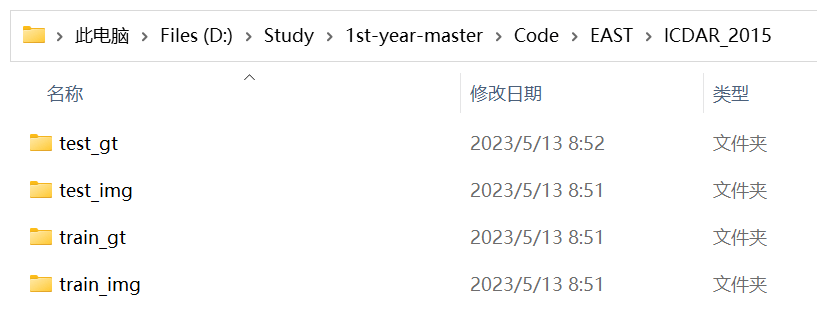 此电脑 > Files (D:) > Study > 1st-year-master > Code > EAST > ICDAR_2015
名称 修改日期 类型
test_gt 2023/5/13 8:52 文件夹
test_img 2023/5/13 8:51 文件夹
train_gt 2023/5/13 8:51 文件夹
train_img 2023/5/13 8:51 文件夹